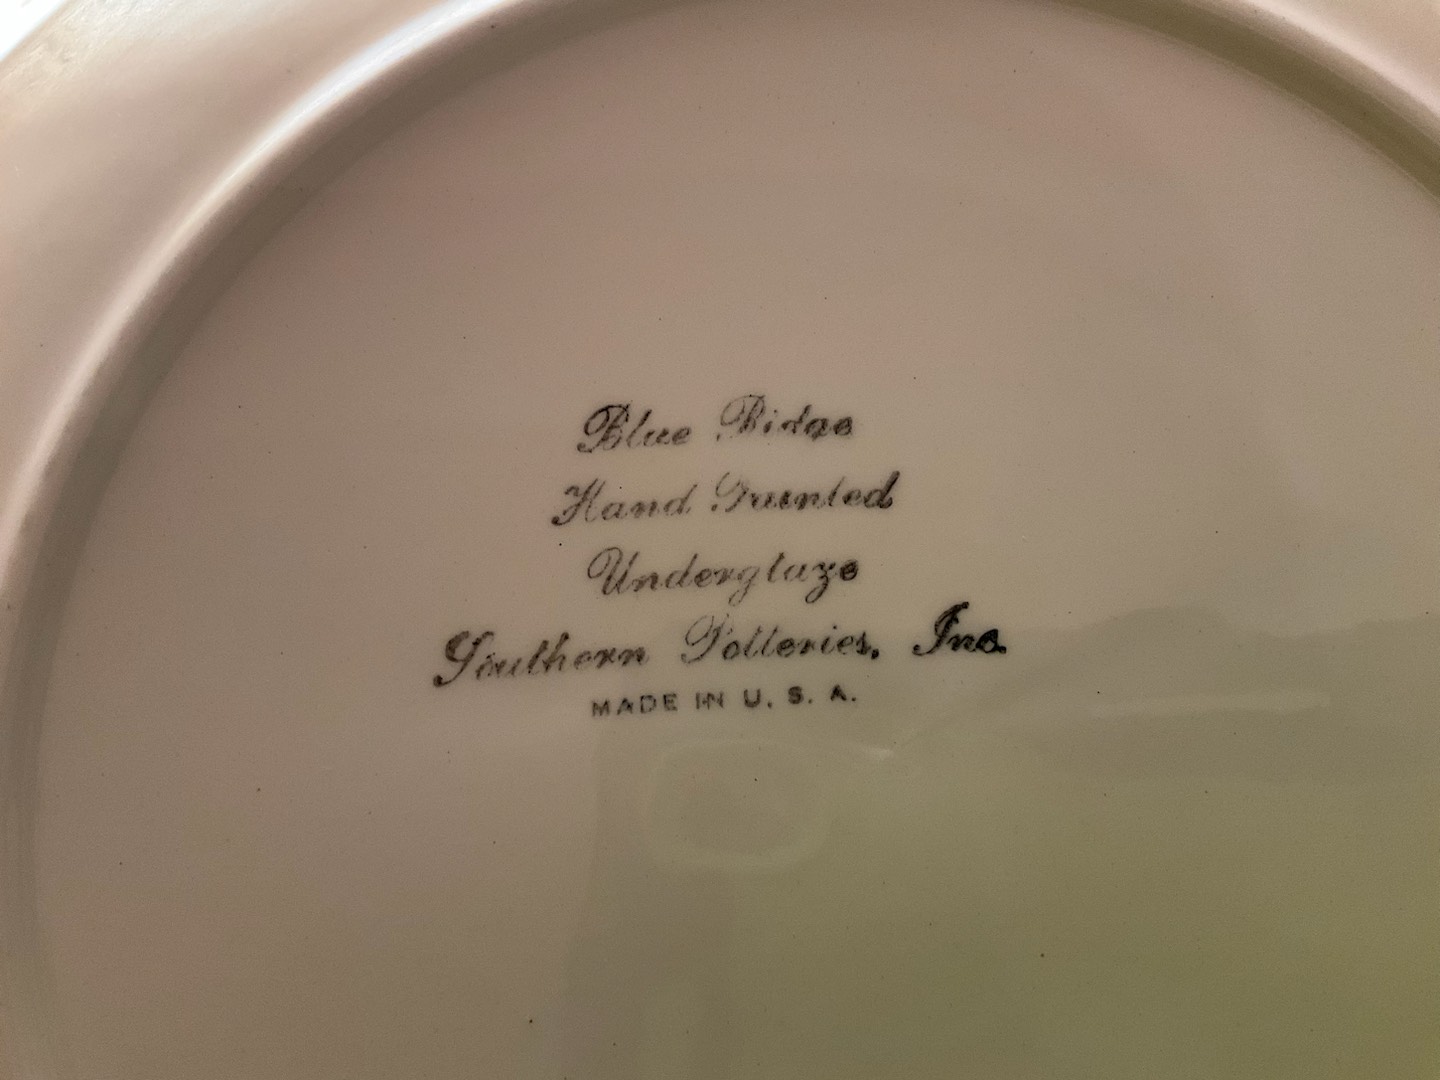 Blue Ridge
Hand Painted
Underglaze
Southern Potteries, Inc.
MADE IN U. S. A.